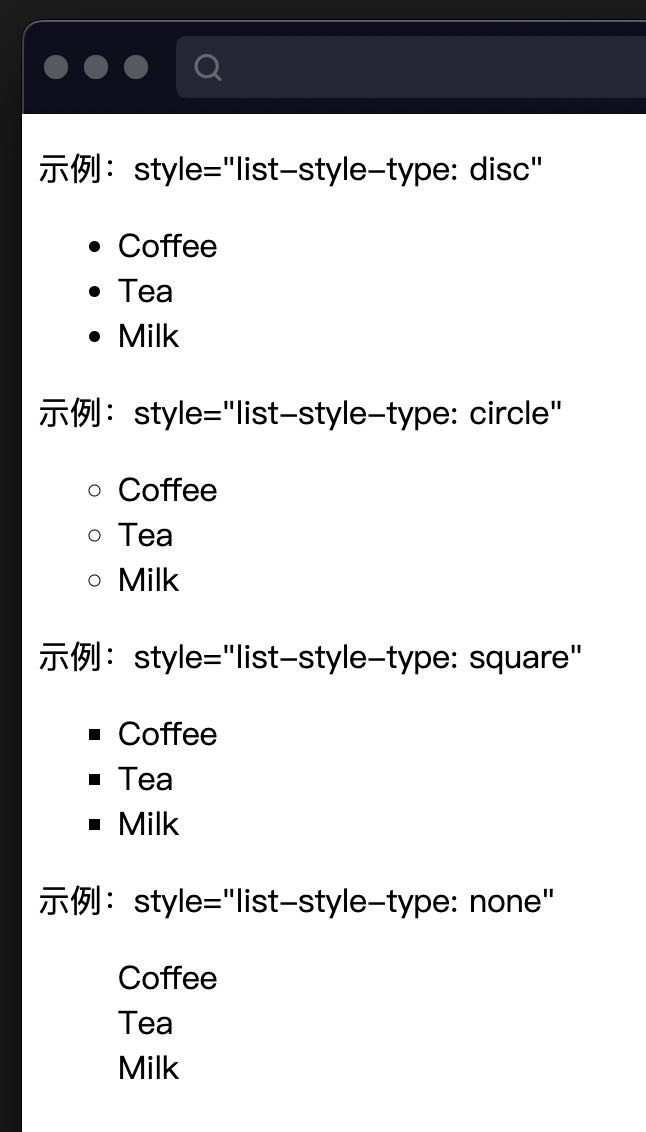 示例：style="list-style-type: disc"
• Coffee
• Tea
• Milk
示例：style="list-style-type: circle"
◦ Coffee
◦ Tea
◦ Milk
示例：style="list-style-type: square"
▪ Coffee
▪ Tea
▪ Milk
示例：style="list-style-type: none"
Coffee
Tea
Milk